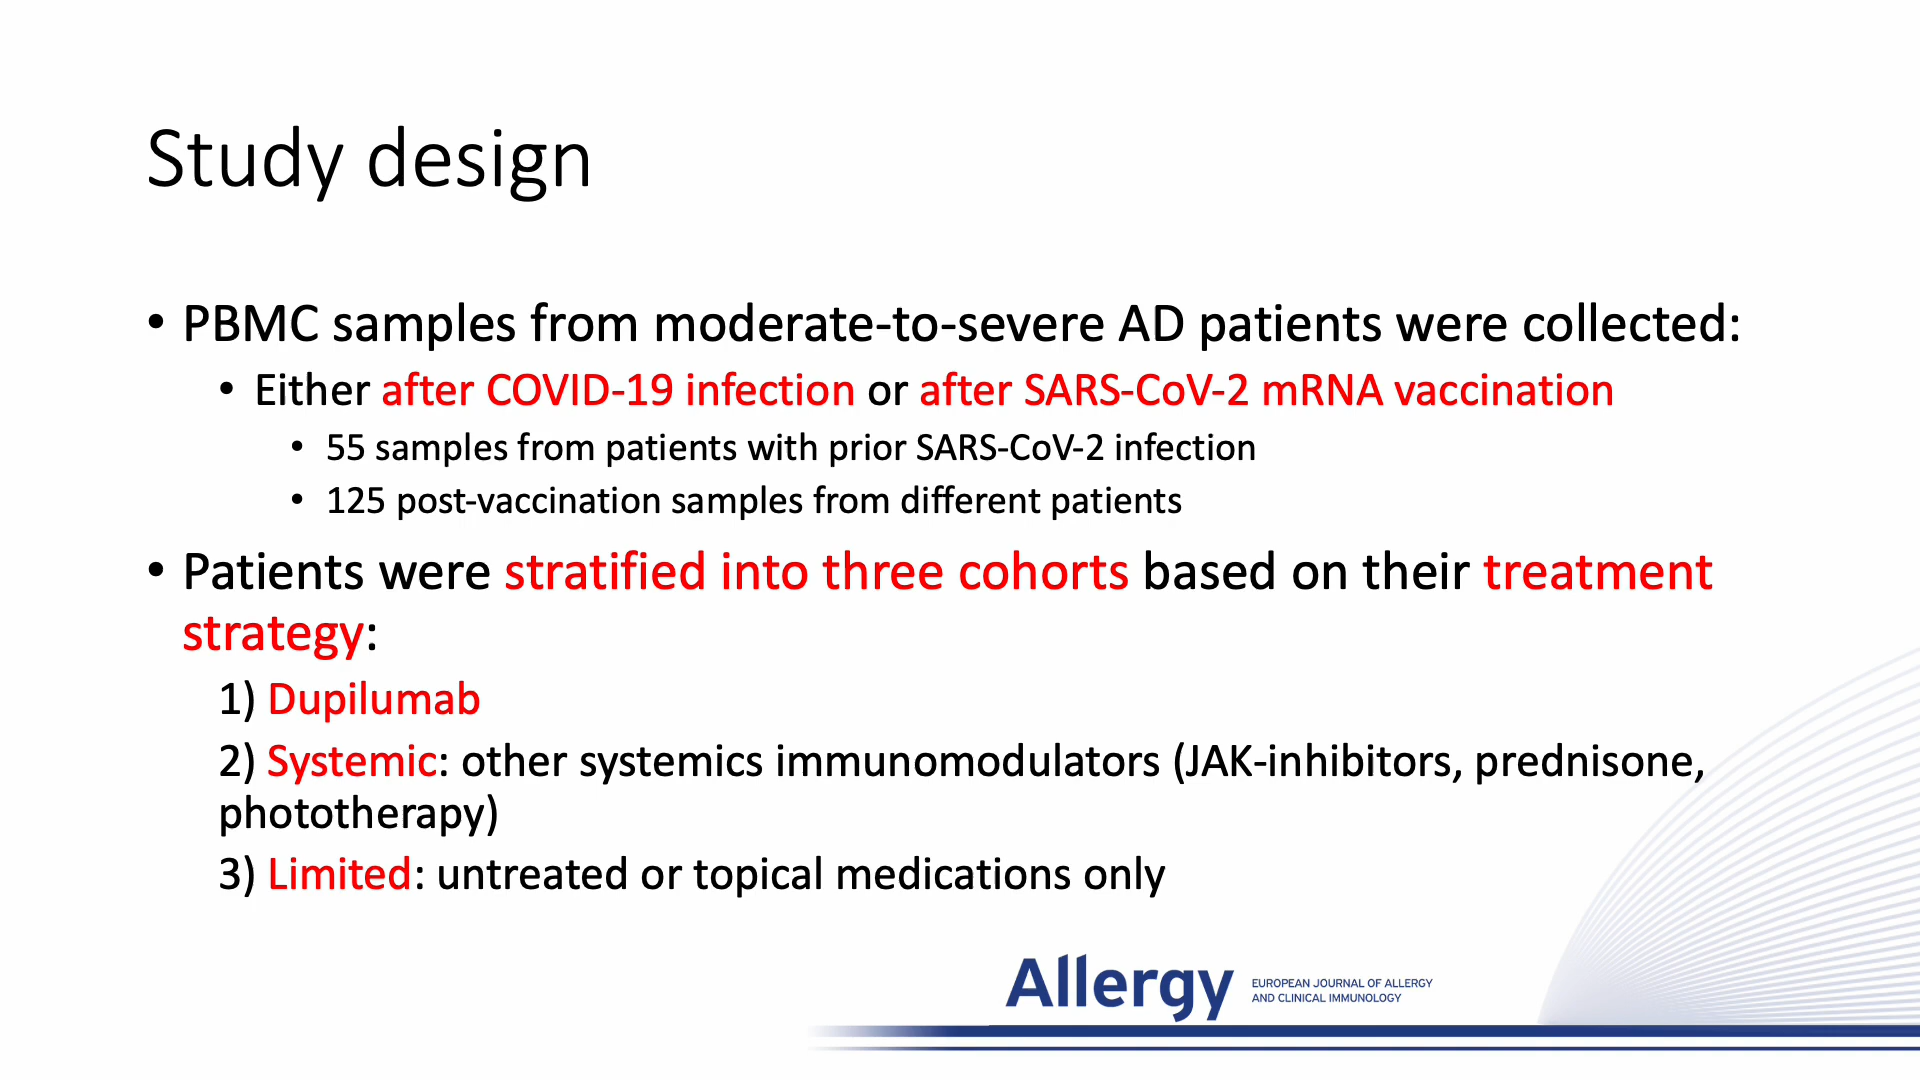 Study design
• PBMC samples from moderate-to-severe AD patients were collected:
• Either after COVID-19 infection or after SARS-CoV-2 mRNA vaccination
• 55 samples from patients with prior SARS-CoV-2 infection
• 125 post-vaccination samples from different patients
• Patients were stratified into three cohorts based on their treatment
strategy:
1) Dupilumab
2) Systemic: other systemics immunomodulators (JAK-inhibitors, prednisone,
phototherapy)
3) Limited: untreated or topical medications only
Allergy
EUROPEAN JOURNAL OF ALLERGY
AND CLINICAL IMMUNOLOGY